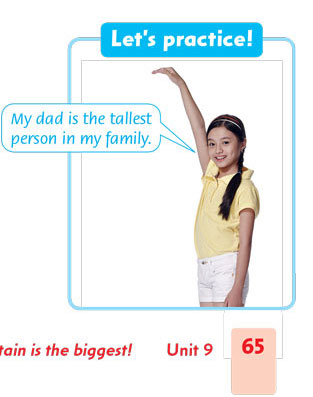 Let's practice!
My dad is the tallest
person in my family.
tain is the biggest! Unit 9 65